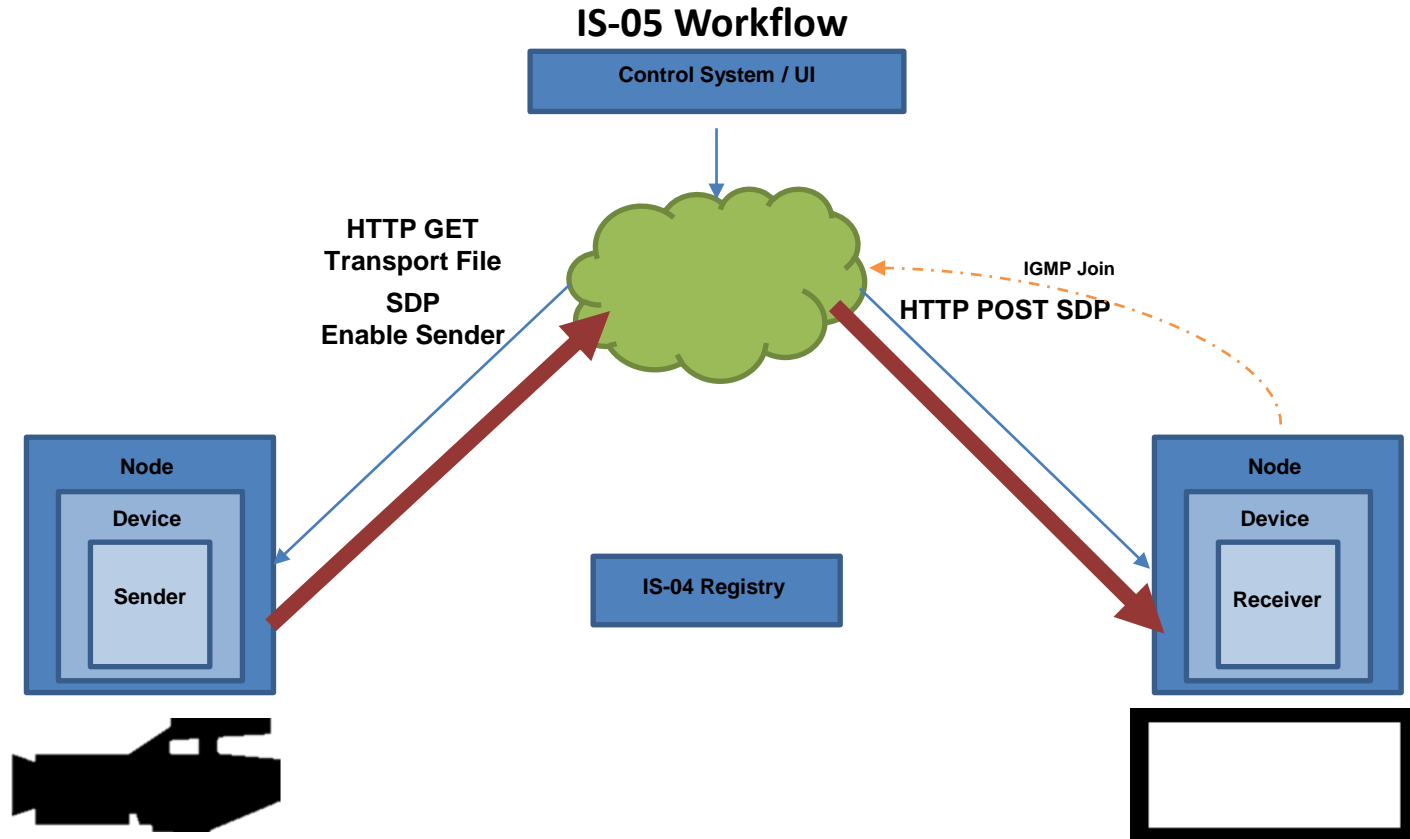 IS-05 Workflow
Control System / UI
HTTP GET
Transport File
SDP
Enable Sender
IGMP Join
HTTP POST SDP
Node
Device
Sender
IS-04 Registry
Node
Device
Receiver